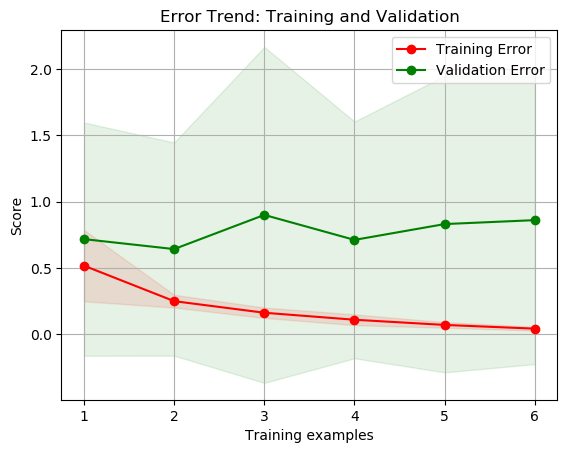 Error Trend: Training and Validation
Training Error
Validation Error
Score
2.0
1.5
1.0
0.5
0.0
1 2 3 4 5 6
Training examples